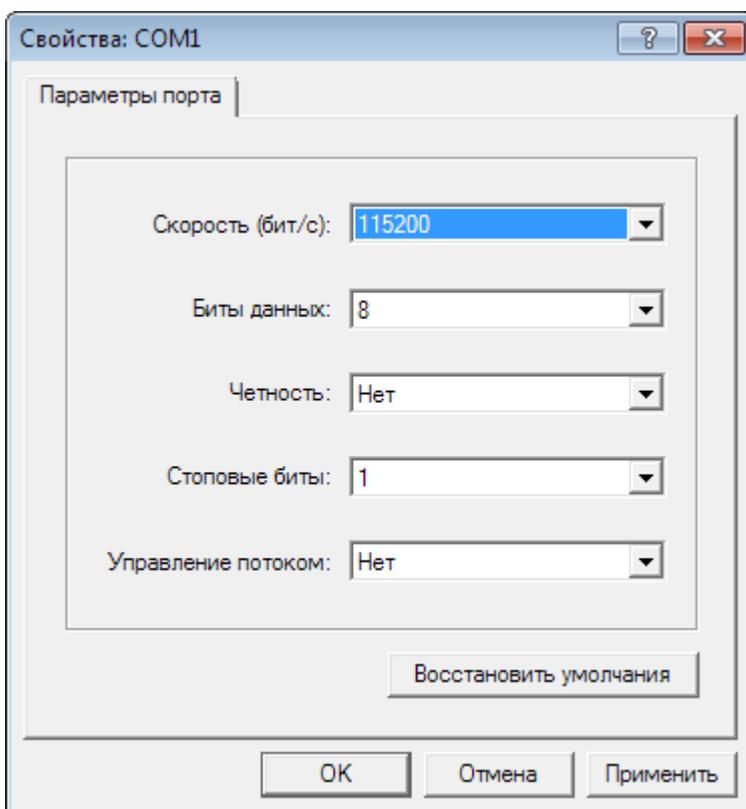 Свойства: COM1
Параметры порта
Скорость (бит/с): 115200
Биты данных: 8
Четность: Нет
Стоповые биты: 1
Управление потоком: Нет
Восстановить умолчания
OK Отмена Применить